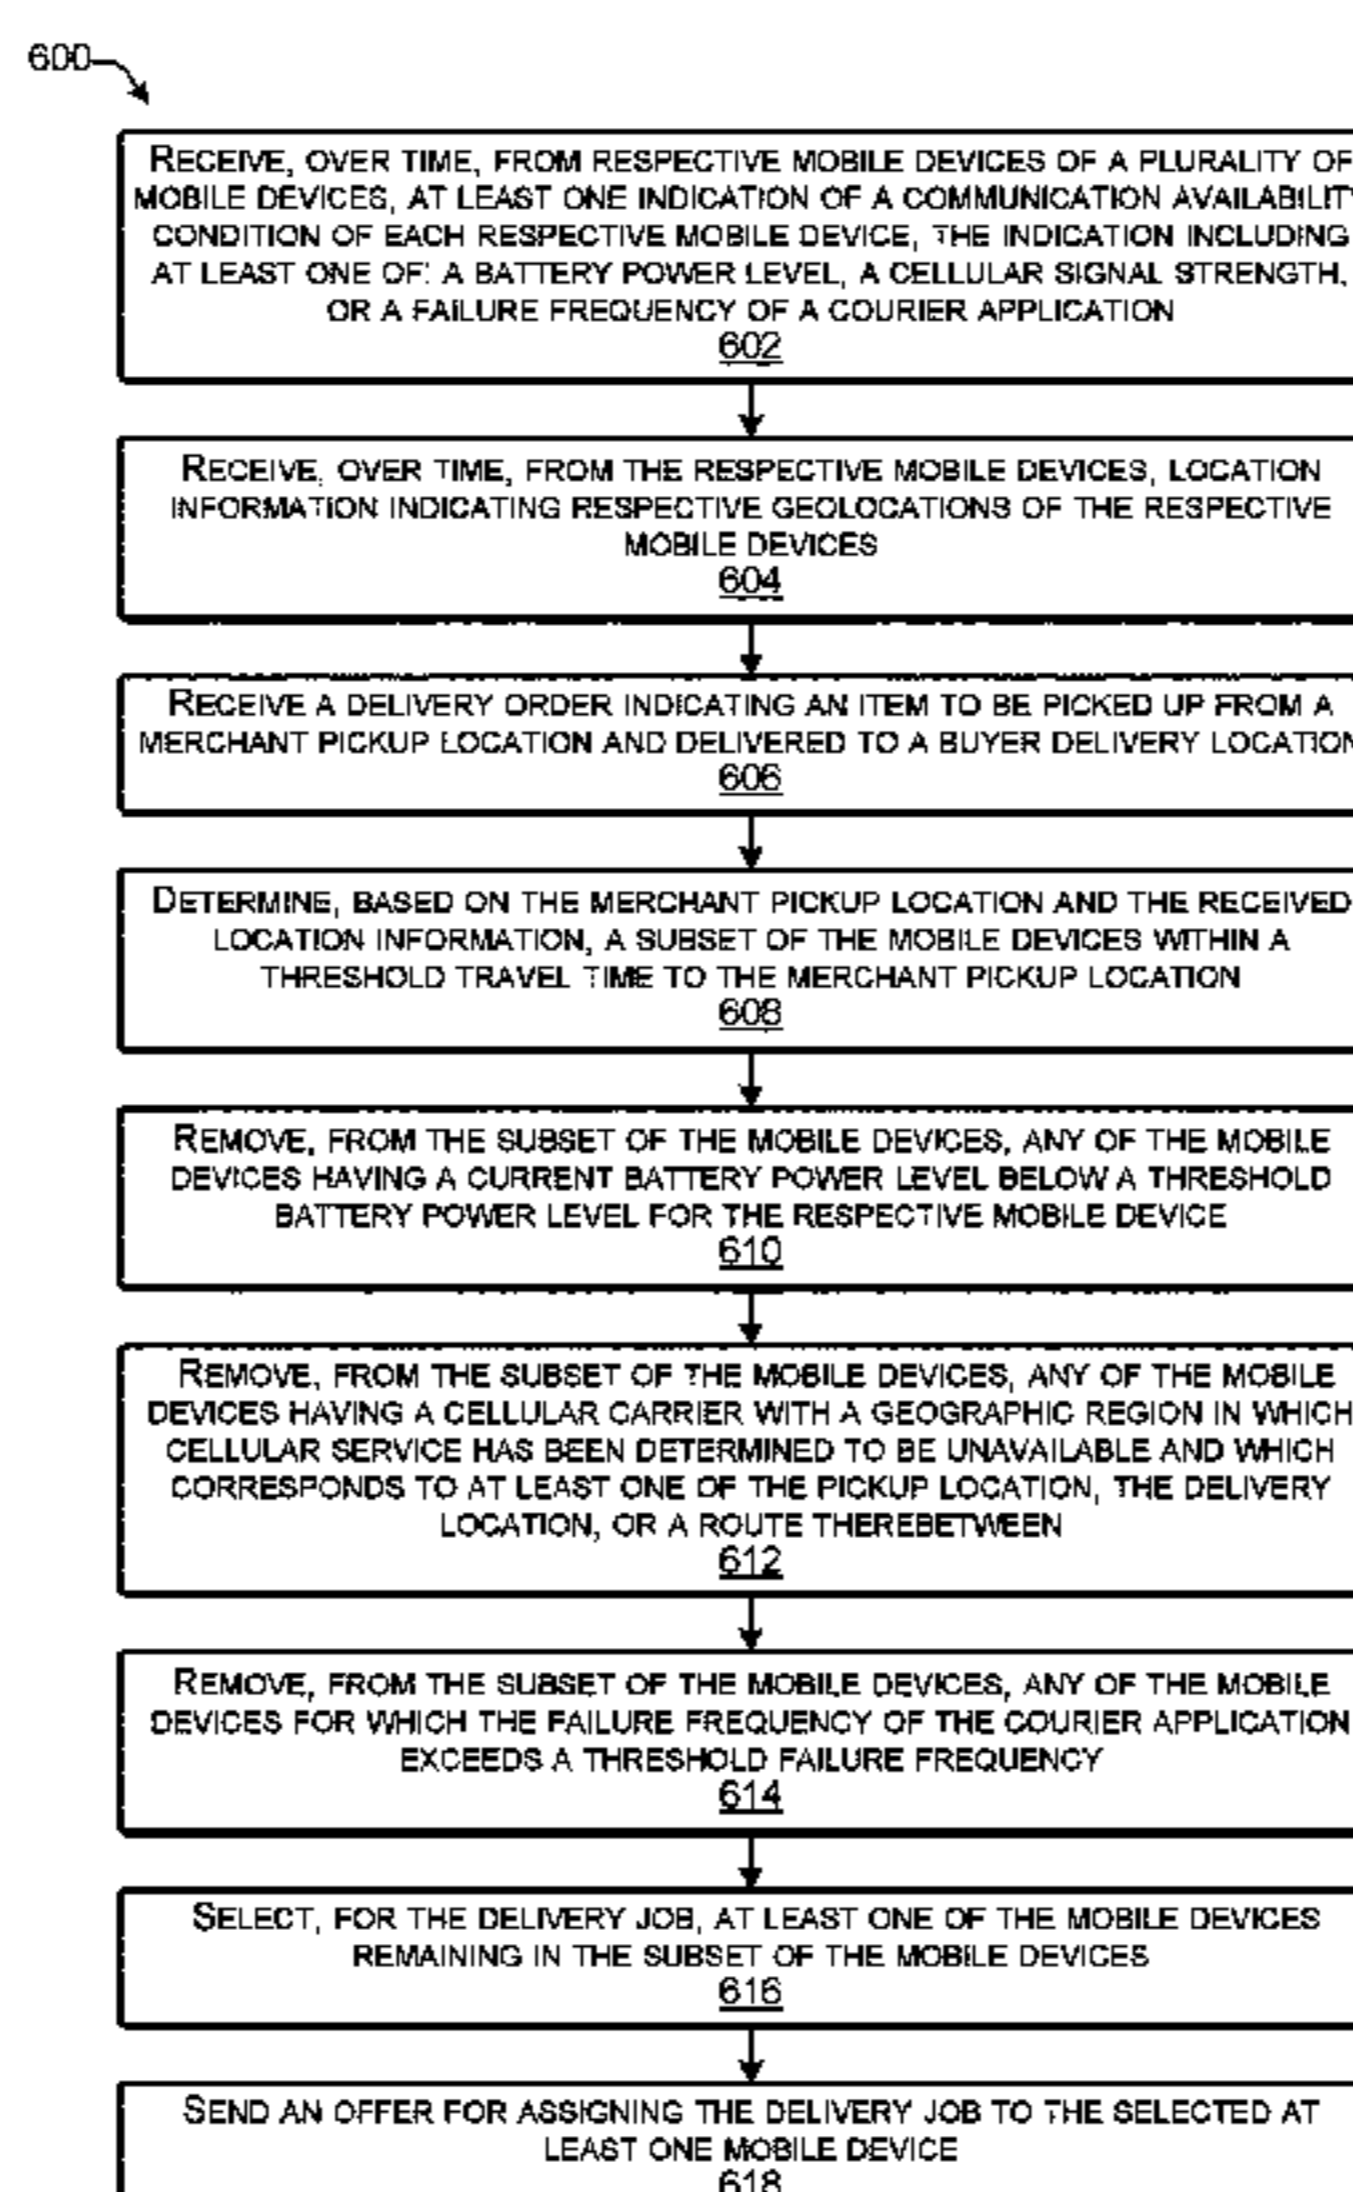 600
RECEIVE, OVER TIME, FROM RESPECTIVE MOBILE DEVICES OF A PLURALITY OF
MOBILE DEVICES, AT LEAST ONE INDICATION OF A COMMUNICATION AVAILABILITY
CONDITION OF EACH RESPECTIVE MOBILE DEVICE, THE INDICATION INCLUDING
AT LEAST ONE OF: A BATTERY POWER LEVEL, A CELLULAR SIGNAL STRENGTH,
OR A FAILURE FREQUENCY OF A COURIER APPLICATION
602
RECEIVE, OVER TIME, FROM THE RESPECTIVE MOBILE DEVICES, LOCATION
INFORMATION INDICATING RESPECTIVE GEOLOCATIONS OF THE RESPECTIVE
MOBILE DEVICES
604
RECEIVE A DELIVERY ORDER INDICATING AN ITEM TO BE PICKED UP FROM A
MERCHANT PICKUP LOCATION AND DELIVERED TO A BUYER DELIVERY LOCATION
606
DETERMINE, BASED ON THE MERCHANT PICKUP LOCATION AND THE RECEIVED
LOCATION INFORMATION, A SUBSET OF THE MOBILE DEVICES WITHIN A
THRESHOLD TRAVEL TIME TO THE MERCHANT PICKUP LOCATION
608
REMOVE, FROM THE SUBSET OF THE MOBILE DEVICES, ANY OF THE MOBILE
DEVICES HAVING A CURRENT BATTERY POWER LEVEL BELOW A THRESHOLD
BATTERY POWER LEVEL FOR THE RESPECTIVE MOBILE DEVICE
610
REMOVE, FROM THE SUBSET OF THE MOBILE DEVICES, ANY OF THE MOBILE
DEVICES HAVING A CELLULAR CARRIER WITH A GEOGRAPHIC REGION IN WHICH
CELLULAR SERVICE HAS BEEN DETERMINED TO BE UNAVAILABLE AND WHICH
CORRESPONDS TO AT LEAST ONE OF THE PICKUP LOCATION, THE DELIVERY
LOCATION, OR A ROUTE THEREBETWEEN
612
REMOVE, FROM THE SUBSET OF THE MOBILE DEVICES, ANY OF THE MOBILE
DEVICES FOR WHICH THE FAILURE FREQUENCY OF THE COURIER APPLICATION
EXCEEDS A THRESHOLD FAILURE FREQUENCY
614
SELECT, FOR THE DELIVERY JOB, AT LEAST ONE OF THE MOBILE DEVICES
REMAINING IN THE SUBSET OF THE MOBILE DEVICES
616
SEND AN OFFER FOR ASSIGNING THE DELIVERY JOB TO THE SELECTED AT
LEAST ONE MOBILE DEVICE
618